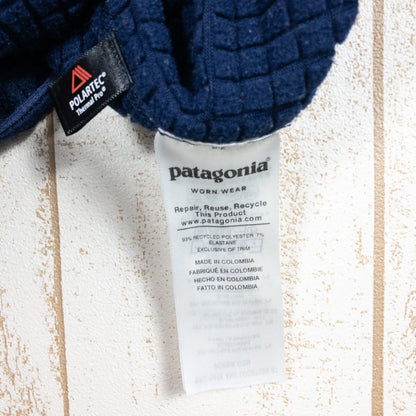 POLARTEC®
Thermal Pro®
patagonia®
WORN WEAR
Repair, Reuse, Recycle
This Product
www.patagonia.com
93% RECYCLED POLYESTER 7%
ELASTANE
EXCLUSIVE OF TRIM
MADE IN COLOMBIA
FABRIQUÉ EN COLOMBIE
HECHO EN COLOMBIA
FATTO IN COLOMBIA